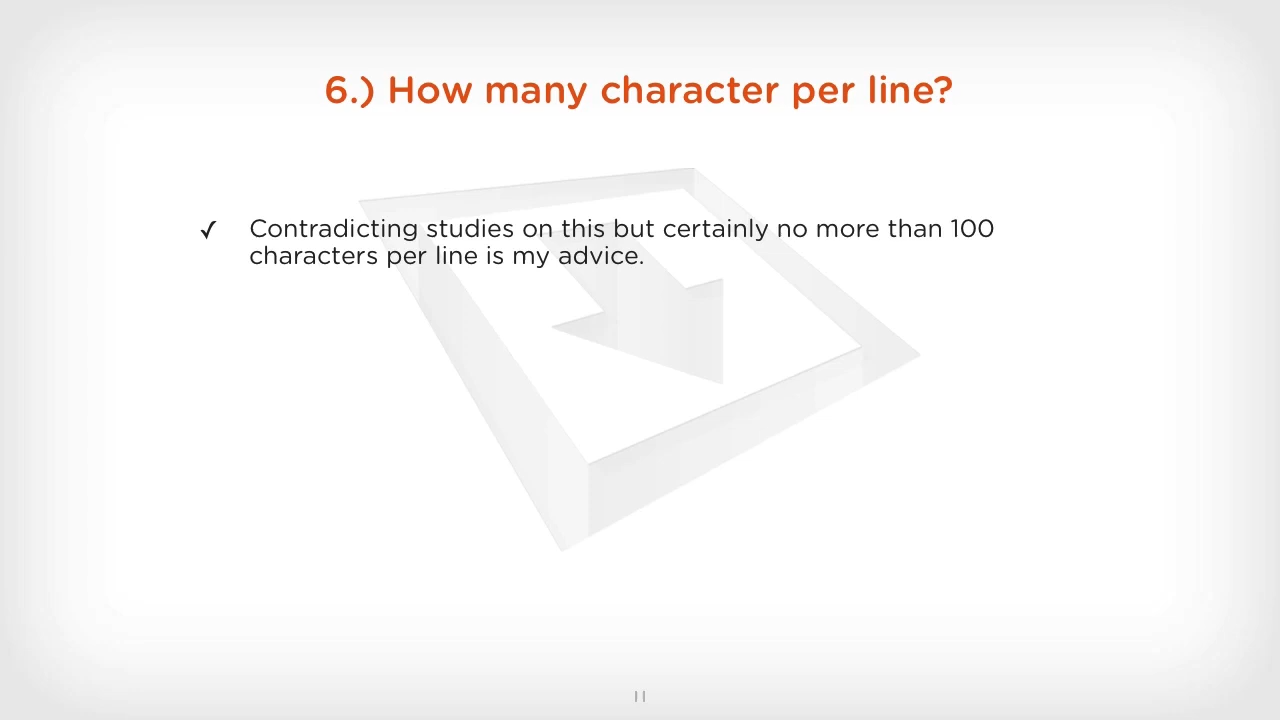 6.) How many character per line?
✓ Contradicting studies on this but certainly no more than 100
characters per line is my advice.
11